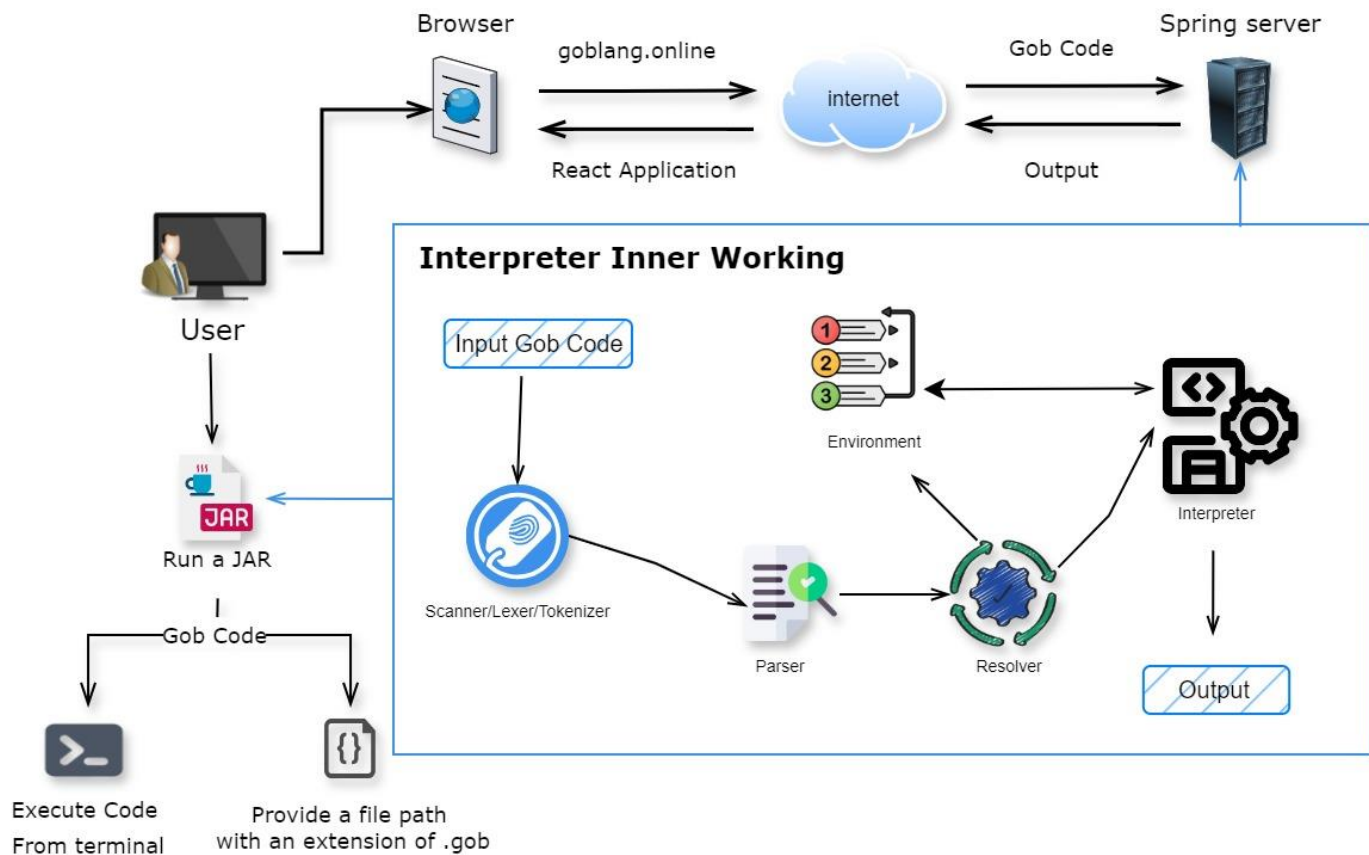 Browser
Spring server
goblang.online
Gob Code
internet
React Application
Output
Interpreter Inner Working
User
Input Gob Code
1
2
3
Environment
Interpreter
JAR
Run a JAR
Scanner/Lexer/Tokenizer
Parser
Resolver
Gob Code
Output
Execute Code
From terminal
Provide a file path
with an extension of .gob